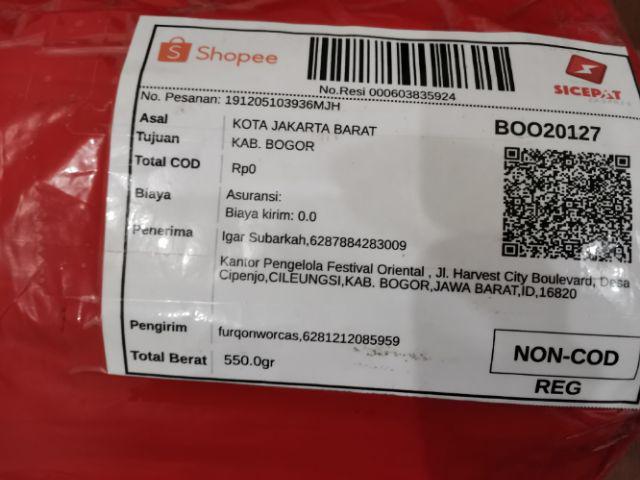 Shopee
No.Resi 000603835924
SICEPAT
No. Pesanan: 191205103936MJH
Asal KOTA JAKARTA BARAT
BOO20127
Tujuan KAB. BOGOR
Total COD Rp0
Biaya Asuransi:
Biaya kirim: 0.0
Penerima Igar Subarkah,6287884283009
Kantor Pengelola Festival Oriental , Jl. Harvest City Boulevard, Desa
Cipenjo,CILEUNGSI,KAB. BOGOR,JAWA BARAT,ID,16820
Pengirim furqonworcas,6281212085959
Total Berat 550.0gr
NON-COD
REG